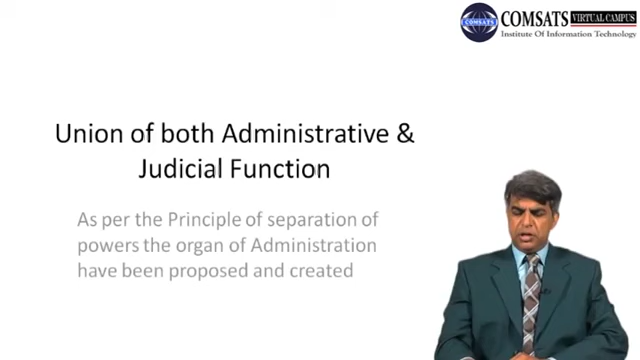 COMSATS VIRTUAL CAMPUS
Institute Of Information Technology
Union of both Administrative &
Judicial Function
As per the Principle of separation of
powers the organ of Administration
have been proposed and created